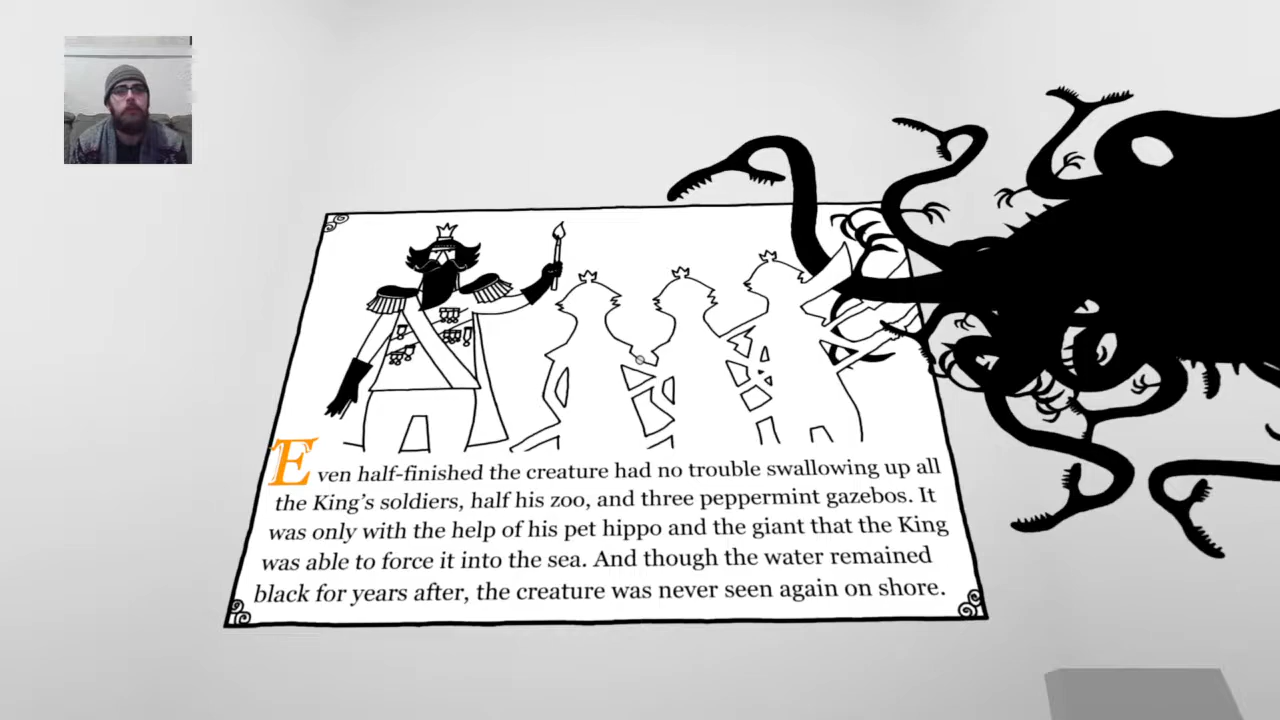 Even half-finished the creature had no trouble swallowing up all
the King's soldiers, half his zoo, and three peppermint gazebos. It
was only with the help of his pet hippo and the giant that the King
was able to force it into the sea. And though the water remained
black for years after, the creature was never seen again on shore.